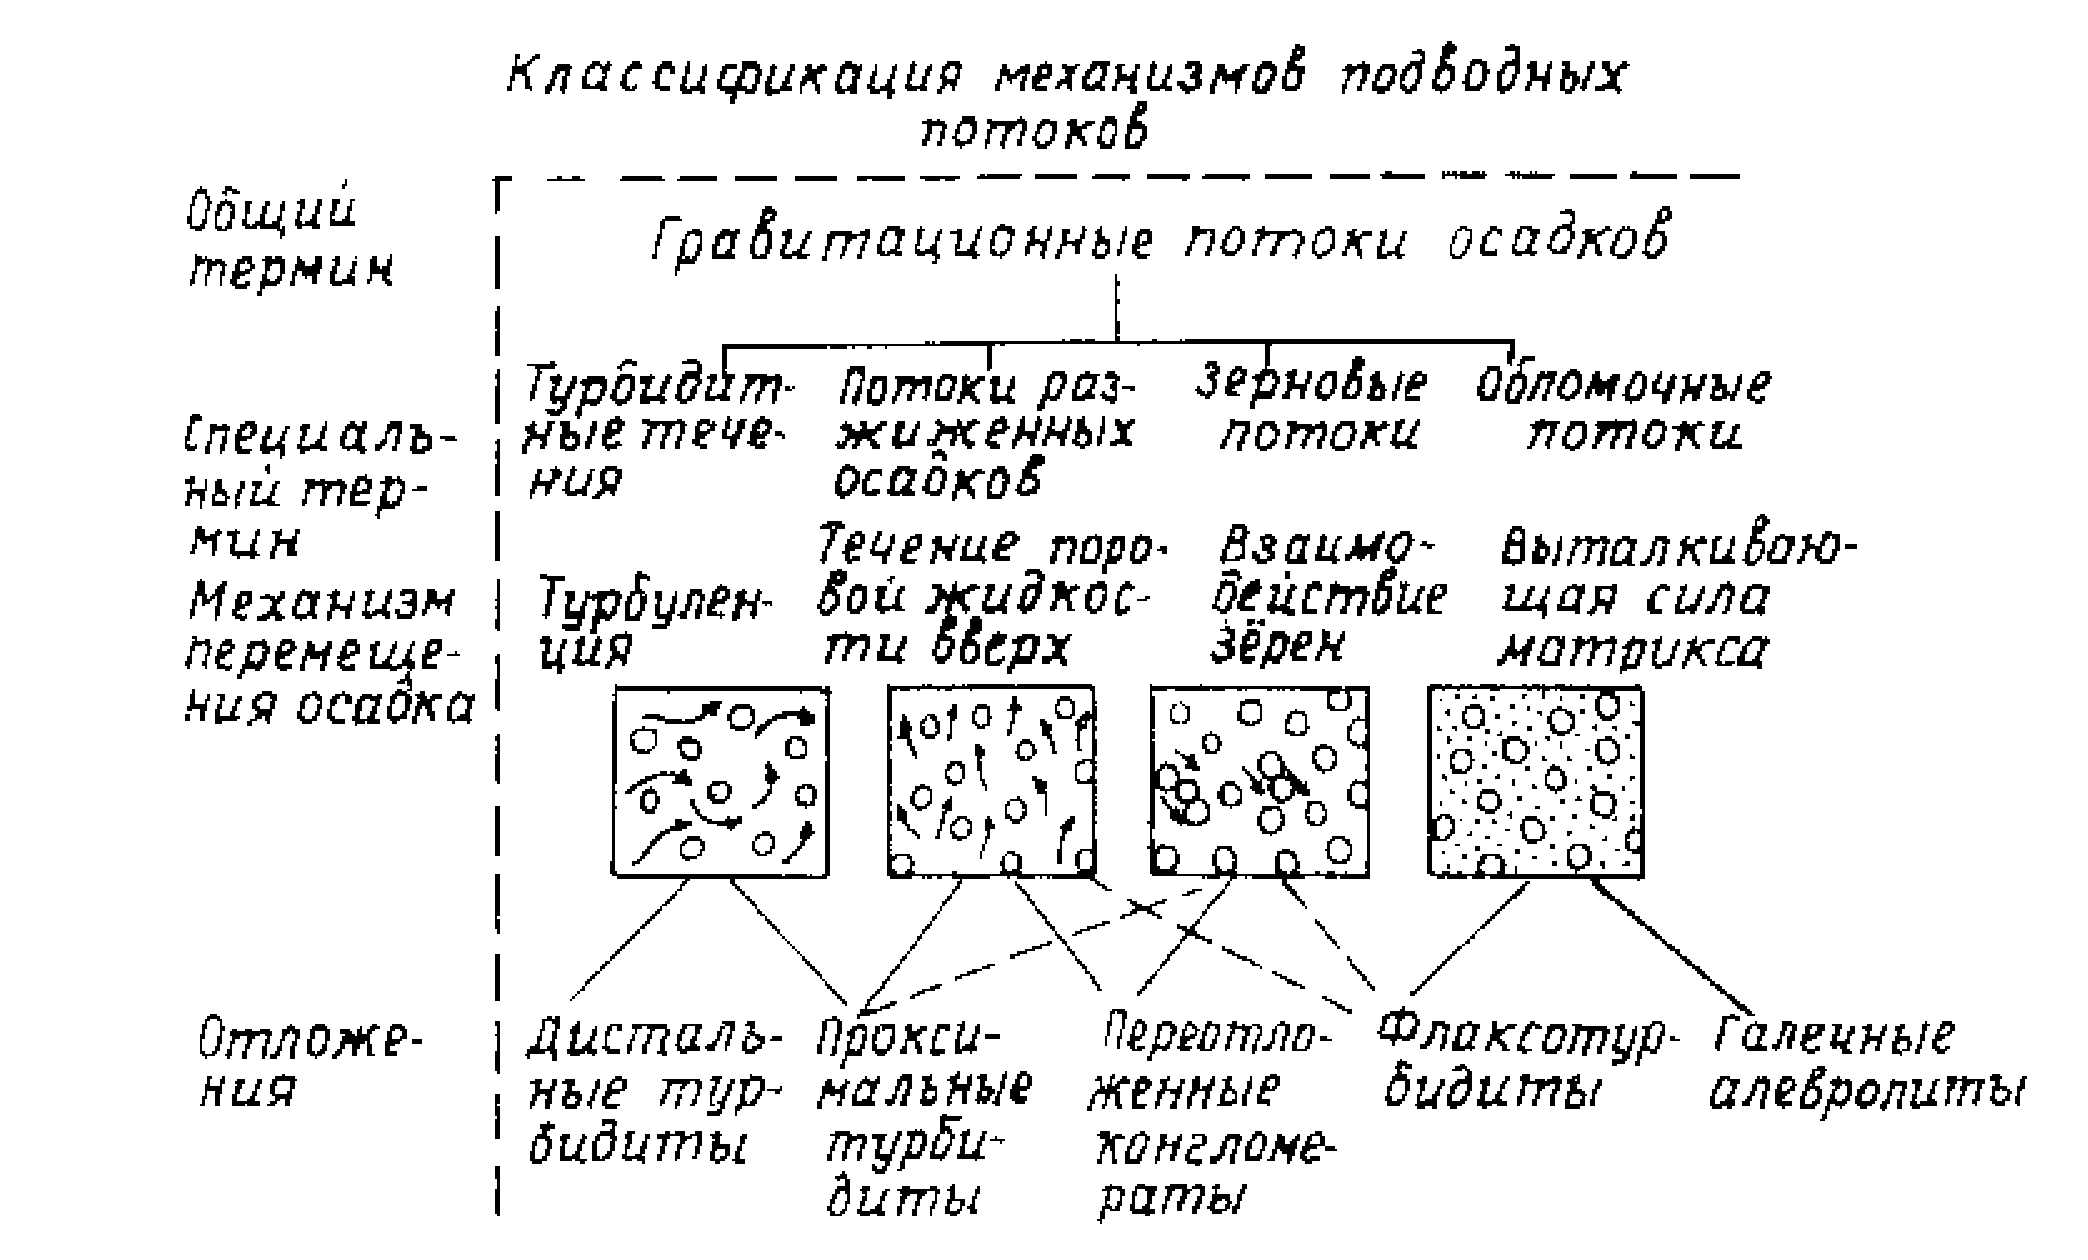 Классификация механизмов подводных
потоков
Общий
термин
Гравитационные потоки осадков
Специаль-
ный тер-
мин
Турбидит-
ные тече-
ния
Потоки раз-
жиженных
осадков
Зерновые
потоки
Обломочные
потоки
Механизм
перемеще-
ния осадка
Турбулен-
ция
Течение поро-
вой жидкос-
ти вверх
Взаимо-
действие
зёрен
Выталкиваю-
щая сила
матрикса
Отложе-
ния
Дисталь-
ные тур-
бидиты
Прокси-
мальные
турби-
диты
Переотло-
женные
конгломе-
раты
Флаксотур-
бидиты
Галечные
алевролиты